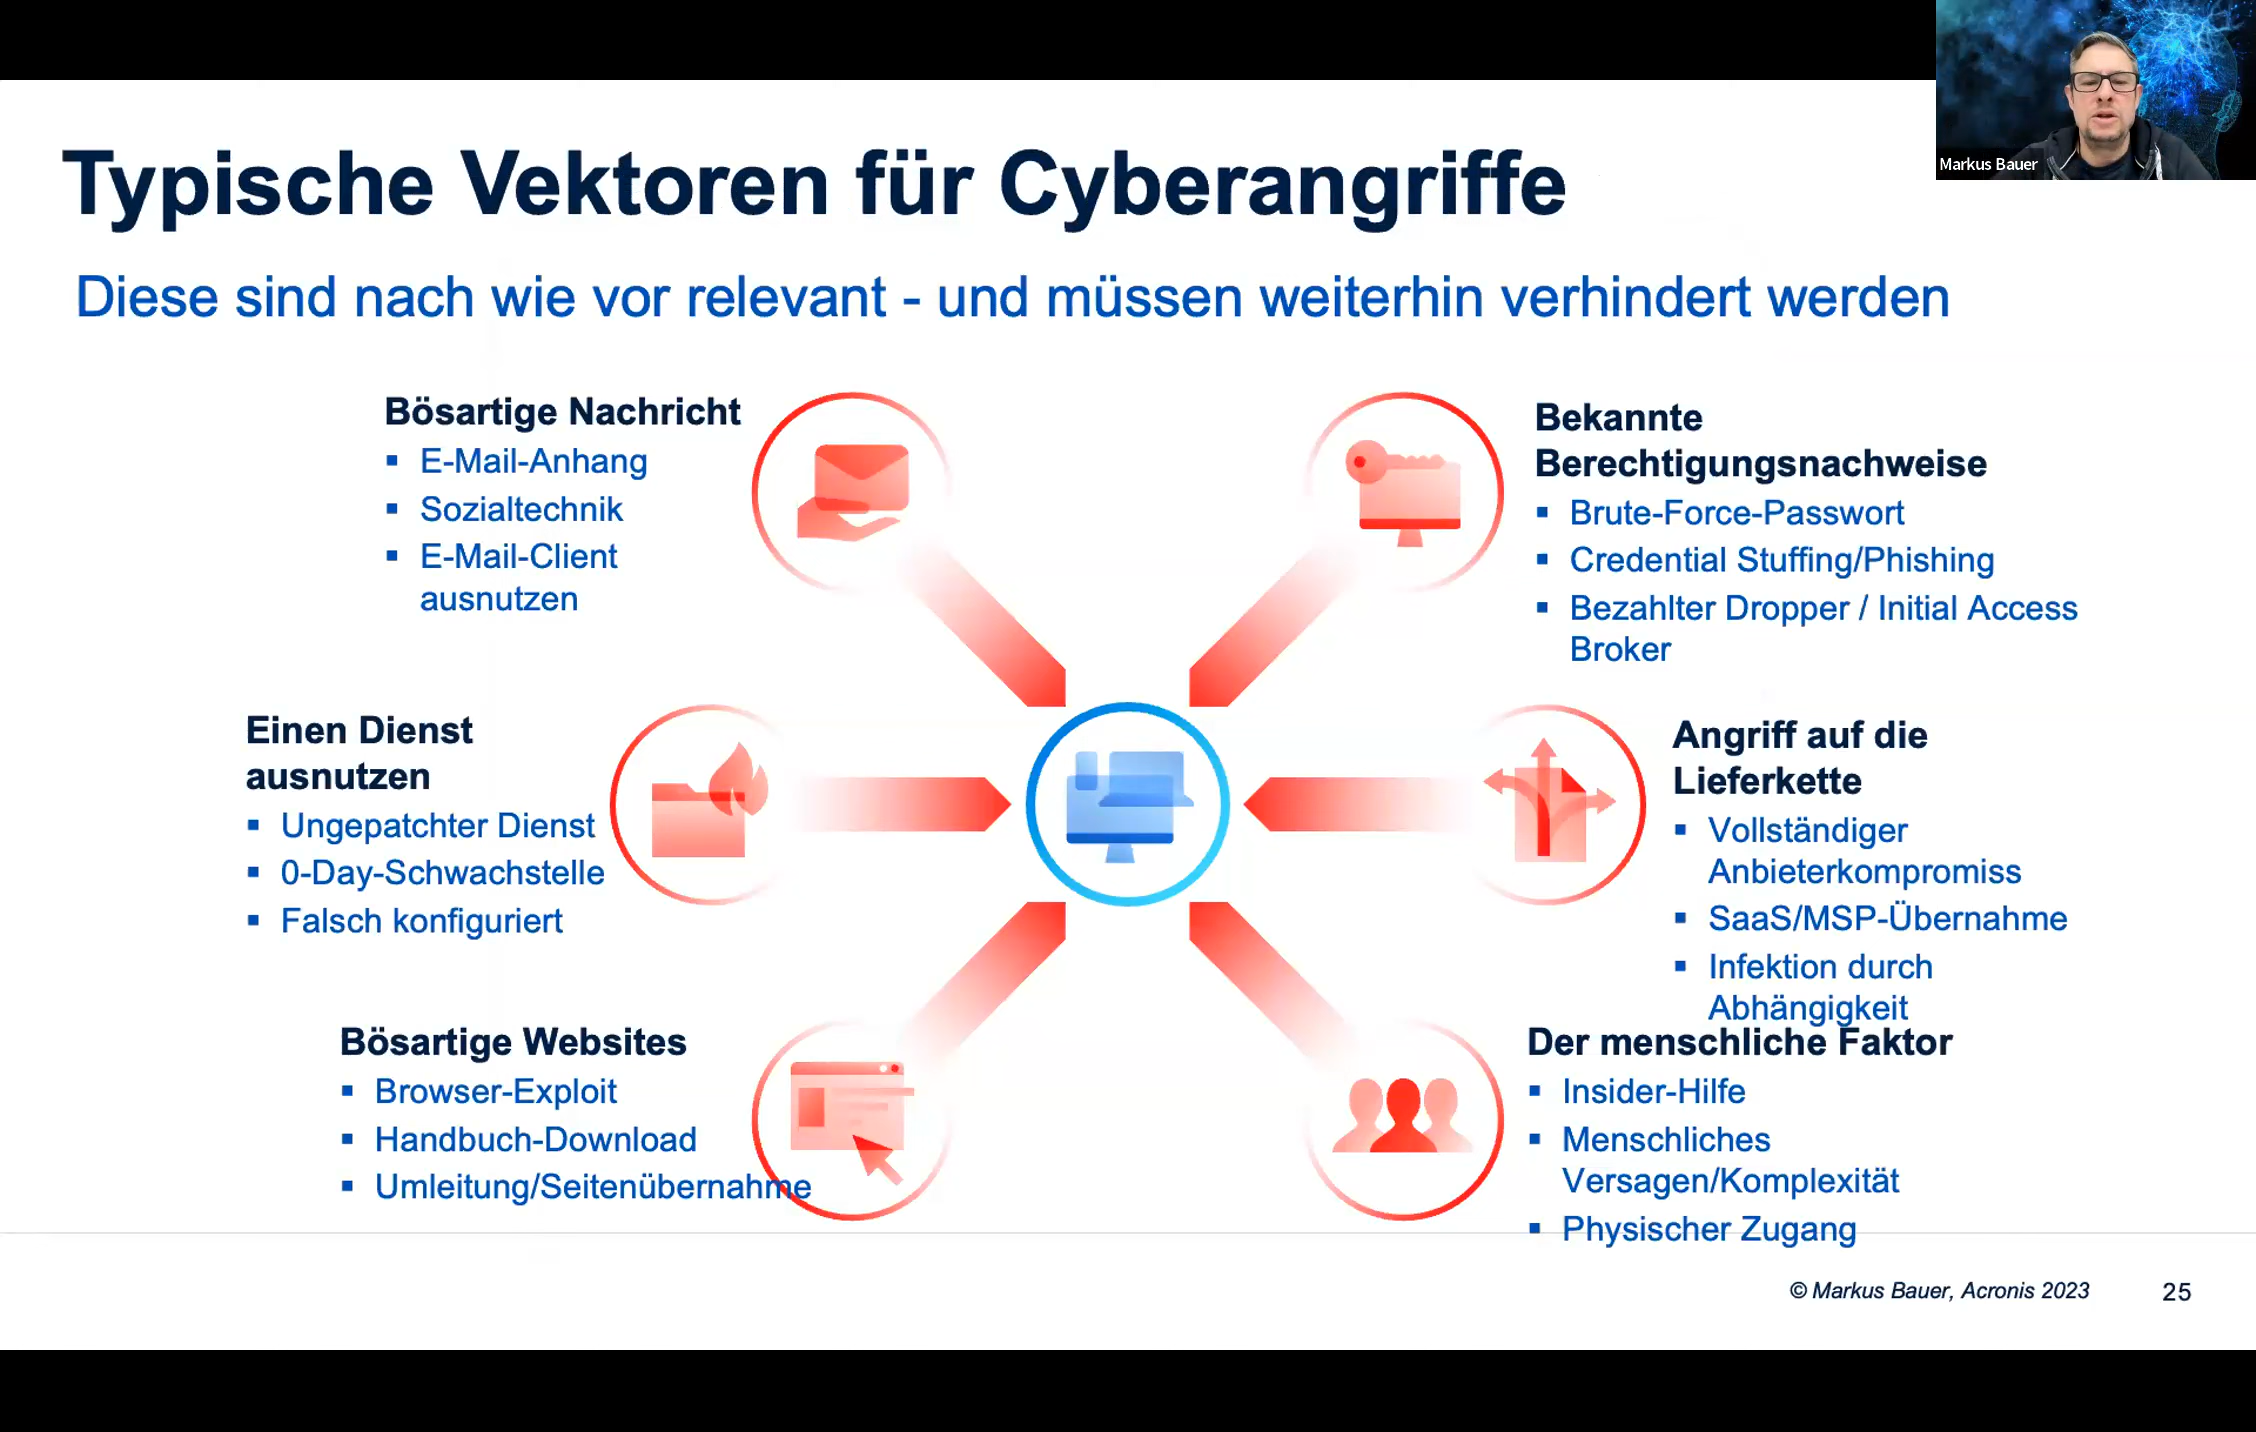 Markus Bauer
Typische Vektoren für Cyberangriffe
Diese sind nach wie vor relevant - und müssen weiterhin verhindert werden
Bösartige Nachricht
▪ E-Mail-Anhang
▪ Sozialtechnik
▪ E-Mail-Client
ausnutzen
Bekannte
Berechtigungsnachweise
▪ Brute-Force-Passwort
▪ Credential Stuffing/Phishing
▪ Bezahlter Dropper / Initial Access
Broker
Einen Dienst
ausnutzen
▪ Ungepatchter Dienst
▪ 0-Day-Schwachstelle
▪ Falsch konfiguriert
Angriff auf die
Lieferkette
▪ Vollständiger
Anbieterkompromiss
▪ SaaS/MSP-Übernahme
▪ Infektion durch
Abhängigkeit
Bösartige Websites
▪ Browser-Exploit
▪ Handbuch-Download
▪ Umleitung/Seitenübernahme
Der menschliche Faktor
▪ Insider-Hilfe
▪ Menschliches
Versagen/Komplexität
▪ Physischer Zugang
© Markus Bauer, Acronis 2023
25